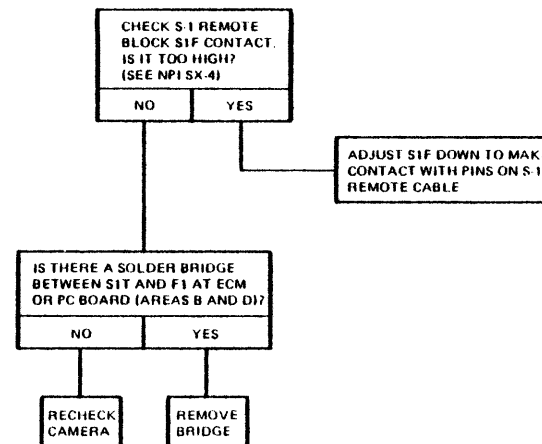 CHECK S-1 REMOTE
BLOCK S1F CONTACT.
IS IT TOO HIGH?
(SEE NPI SX-4)
NO YES
ADJUST S1F DOWN TO MAK
CONTACT WITH PINS ON S-1
REMOTE CABLE
IS THERE A SOLDER BRIDGE
BETWEEN S1T AND F1 AT ECM
OR PC BOARD (AREAS B AND D)?
NO YES
RECHECK
CAMERA
REMOVE
BRIDGE